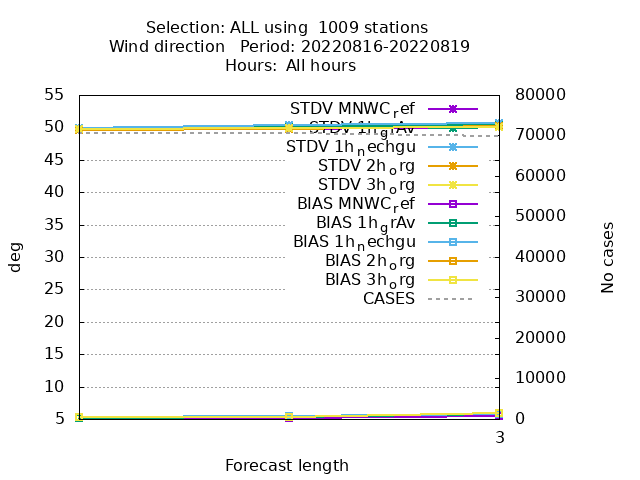 Selection: ALL using  1009 stations
Wind direction   Period: 20220816-20220819
Hours:  All hours
55
50
45
40
35
30
25
20
15
10
5
80000
70000
60000
50000
40000
30000
20000
10000
0
deg
No cases
STDV MNWC_ref
STDV 1h_grAv
STDV 1h_nechgu
STDV 2h_org
STDV 3h_org
BIAS MNWC_ref
BIAS 1h_grAv
BIAS 1h_nechgu
BIAS 2h_org
BIAS 3h_org
CASES
3
Forecast length